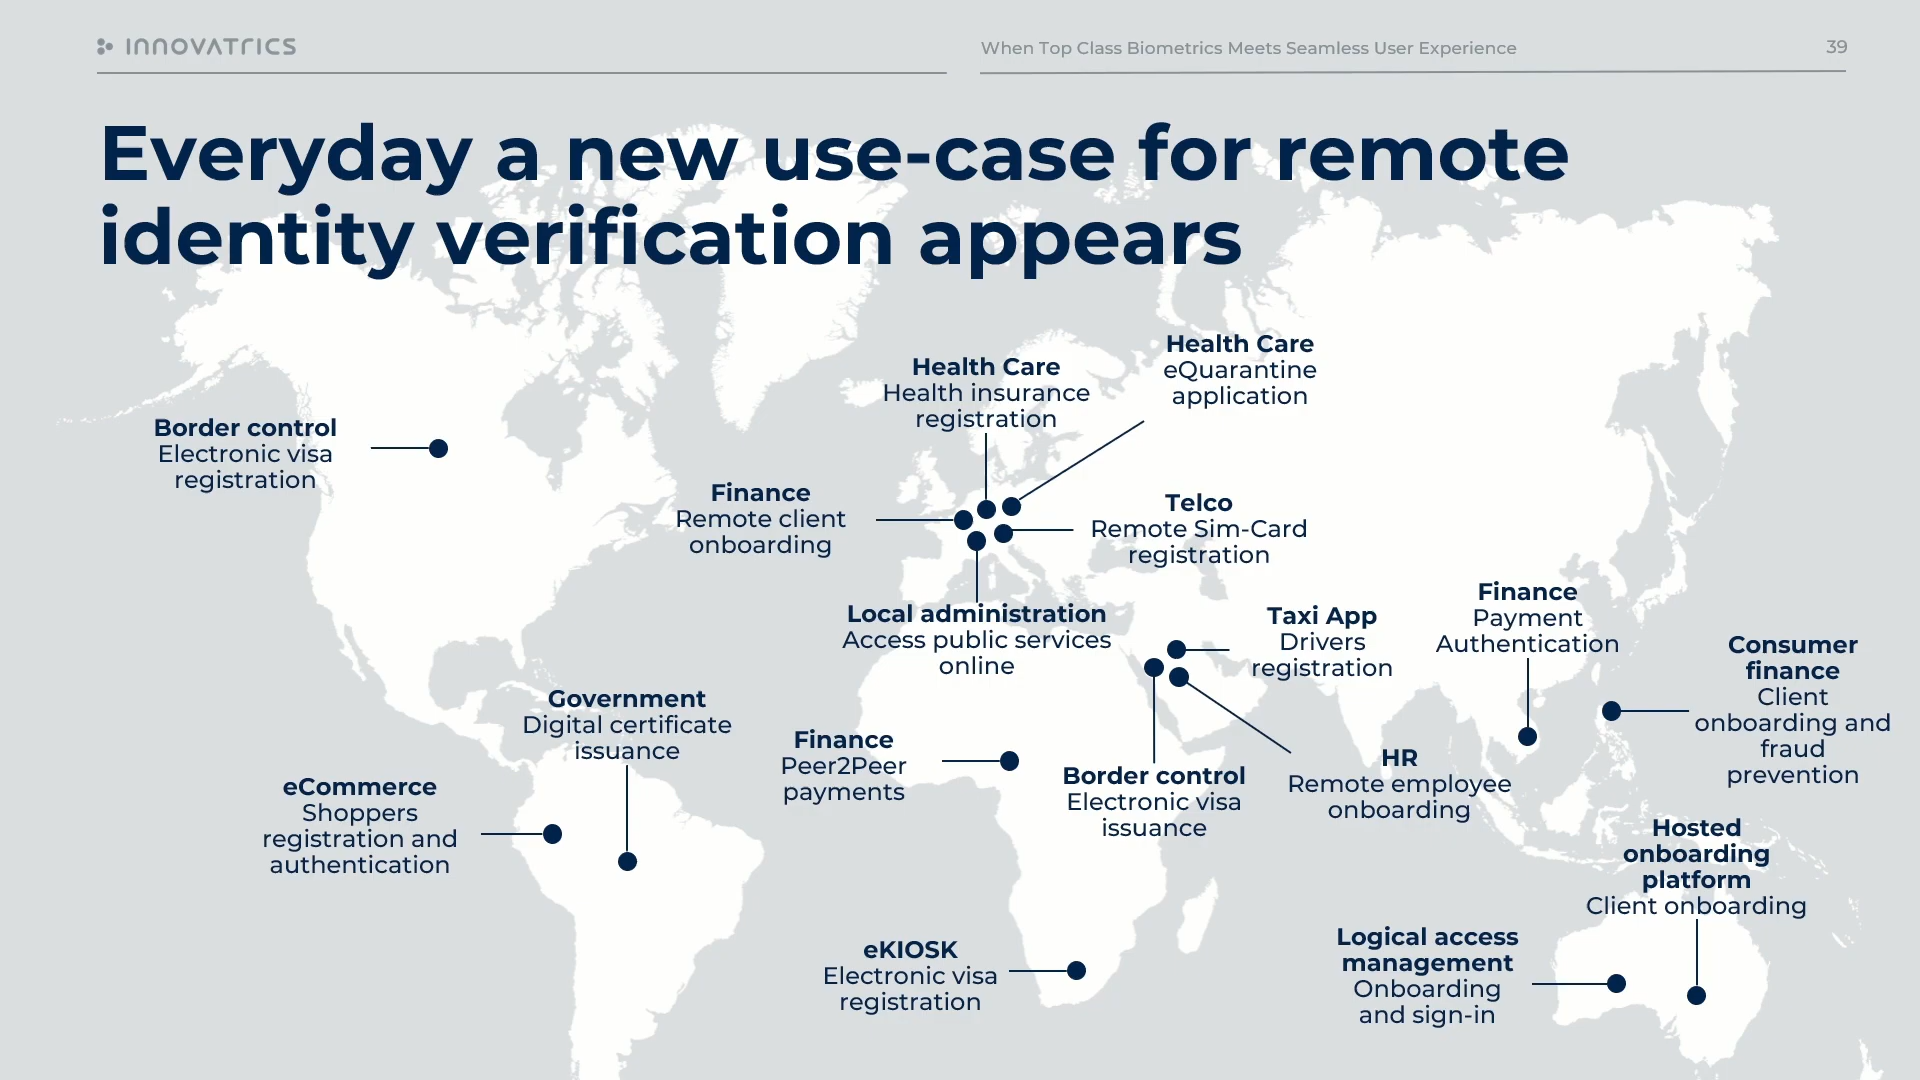 INNOVATRICS
When Top Class Biometrics Meets Seamless User Experience
39
Everyday a new use-case for remote
identity verification appears
Health Care
eQuarantine
application
Health Care
Health insurance
registration
Border control
Electronic visa
registration
Finance
Remote client
onboarding
Telco
Remote Sim-Card
registration
Local administration
Access public services
online
Taxi App
Drivers
registration
Finance
Payment
Authentication
Consumer
finance
Client
onboarding and
fraud
prevention
Government
Digital certificate
issuance
Finance
Peer2Peer
payments
Border control
Electronic visa
issuance
HR
Remote employee
onboarding
eCommerce
Shoppers
registration and
authentication
Hosted
onboarding
platform
Client onboarding
eKIOSK
Electronic visa
registration
Logical access
management
Onboarding
and sign-in